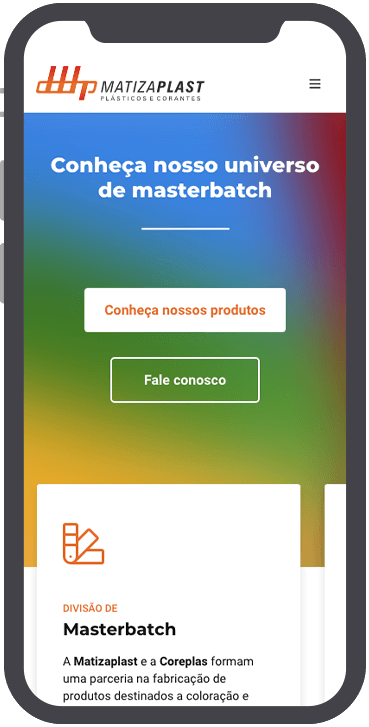 MATIZAPLAST
PLÁSTICOS E CORANTES
Conheça nosso universo
de masterbatch
Conheça nossos produtos
Fale conosco
DIVISÃO DE
Masterbatch
A Matizaplast e a Coreplas formam
uma parceria na fabricação de
produtos destinados a coloração e